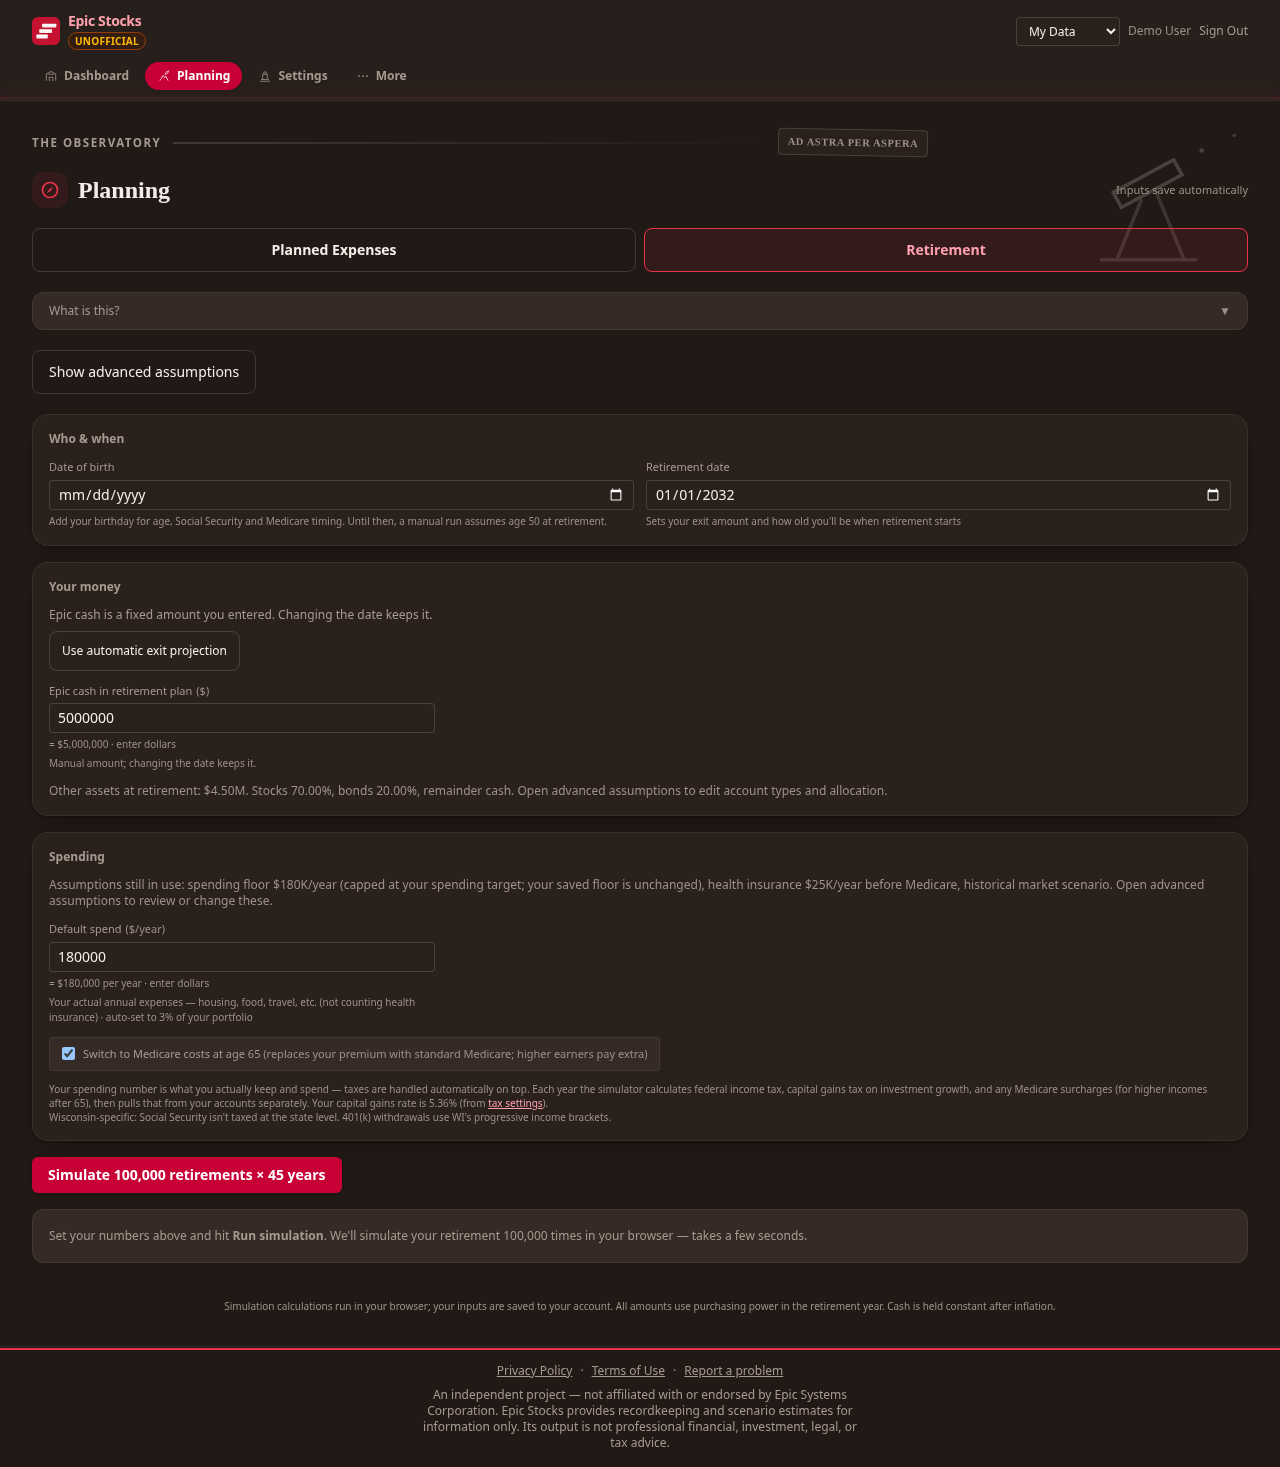 Epic Stocks
UNOFFICIAL
My Data
Demo User
Sign Out
Dashboard
Planning
Settings
··· More
THE OBSERVATORY
AD ASTRA PER ASPERA
Planning
Inputs save automatically
Planned Expenses
Retirement
What is this?
▼
Show advanced assumptions
Who & when
Date of birth
Retirement date
mm/dd/yyyy
01/01/2032
Add your birthday for age, Social Security and Medicare timing. Until then, a manual run assumes age 50 at retirement.
Sets your exit amount and how old you'll be when retirement starts
Your money
Epic cash is a fixed amount you entered. Changing the date keeps it.
Use automatic exit projection
Epic cash in retirement plan ($)
5000000
= $5,000,000 · enter dollars
Manual amount; changing the date keeps it.
Other assets at retirement: $4.50M. Stocks 70.00%, bonds 20.00%, remainder cash. Open advanced assumptions to edit account types and allocation.
Spending
Assumptions still in use: spending floor $180K/year (capped at your spending target; your saved floor is unchanged), health insurance $25K/year before Medicare, historical market scenario. Open advanced
assumptions to review or change these.
Default spend ($/year)
180000
= $180,000 per year · enter dollars
Your actual annual expenses — housing, food, travel, etc. (not counting health
insurance) · auto-set to 3% of your portfolio
Switch to Medicare costs at age 65 (replaces your premium with standard Medicare; higher earners pay extra)
Your spending number is what you actually keep and spend — taxes are handled automatically on top. Each year the simulator calculates federal income tax, capital gains tax on investment growth, and any Medicare surcharges (for higher incomes
after 65), then pulls that from your accounts separately. Your capital gains rate is 5.36% (from tax settings).
Wisconsin-specific: Social Security isn't taxed at the state level. 401(k) withdrawals use WI's progressive income brackets.
Simulate 100,000 retirements × 45 years
Set your numbers above and hit Run simulation. We'll simulate your retirement 100,000 times in your browser — takes a few seconds.
Simulation calculations run in your browser; your inputs are saved to your account. All amounts use purchasing power in the retirement year. Cash is held constant after inflation.
Privacy Policy · Terms of Use · Report a problem
An independent project — not affiliated with or endorsed by Epic Systems
Corporation. Epic Stocks provides recordkeeping and scenario estimates for
information only. Its output is not professional financial, investment, legal, or
tax advice.